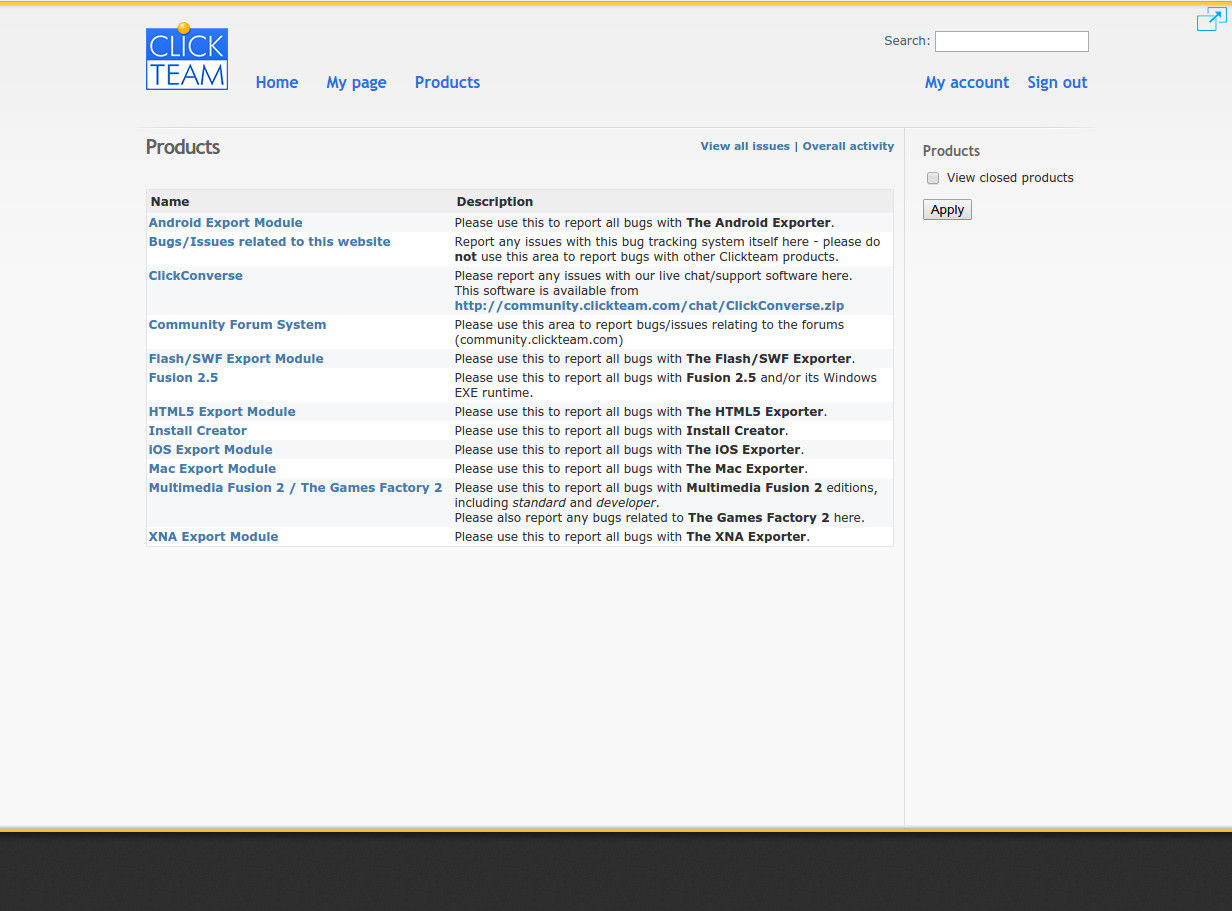 CLICK
TEAM
Search:
Home My page Products
My account Sign out
Products
View all issues | Overall activity
Name Description
Android Export Module Please use this to report all bugs with The Android Exporter.
Bugs/Issues related to this website Report any issues with this bug tracking system itself here - please do
not use this area to report bugs with other Clickteam products.
ClickConverse Please report any issues with our live chat/support software here.
This software is available from
http://community.clickteam.com/chat/ClickConverse.zip
Community Forum System Please use this area to report bugs/issues relating to the forums
(community.clickteam.com)
Flash/SWF Export Module Please use this to report all bugs with The Flash/SWF Exporter.
Fusion 2.5 Please use this to report all bugs with Fusion 2.5 and/or its Windows
EXE runtime.
HTML5 Export Module Please use this to report all bugs with The HTML5 Exporter.
Install Creator Please use this to report all bugs with Install Creator.
iOS Export Module Please use this to report all bugs with The iOS Exporter.
Mac Export Module Please use this to report all bugs with The Mac Exporter.
Multimedia Fusion 2 / The Games Factory 2 Please use this to report all bugs with Multimedia Fusion 2 editions,
including standard and developer.
Please also report any bugs related to The Games Factory 2 here.
XNA Export Module Please use this to report all bugs with The XNA Exporter.
Products
View closed products
Apply